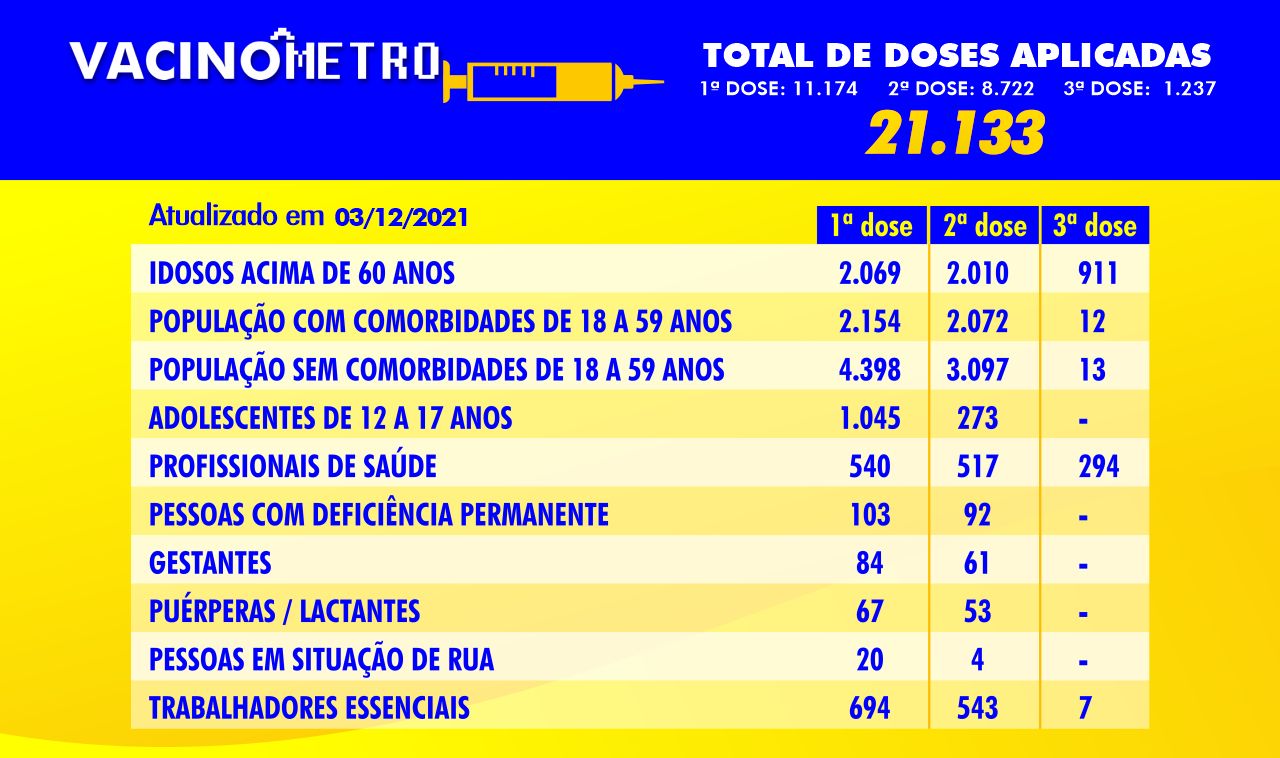 VACINÔMETRO
TOTAL DE DOSES APLICADAS
1ª DOSE: 11.174 2ª DOSE: 8.722 3ª DOSE: 1.237
21.133
Atualizado em 03/12/2021
1ª dose 2ª dose 3ª dose
IDOSOS ACIMA DE 60 ANOS 2.069 2.010 911
POPULAÇÃO COM COMORBIDADES DE 18 A 59 ANOS 2.154 2.072 12
POPULAÇÃO SEM COMORBIDADES DE 18 A 59 ANOS 4.398 3.097 13
ADOLESCENTES DE 12 A 17 ANOS 1.045 273 -
PROFISSIONAIS DE SAÚDE 540 517 294
PESSOAS COM DEFICIÊNCIA PERMANENTE 103 92 -
GESTANTES 84 61 -
PUÉRPERAS / LACTANTES 67 53 -
PESSOAS EM SITUAÇÃO DE RUA 20 4 -
TRABALHADORES ESSENCIAIS 694 543 7